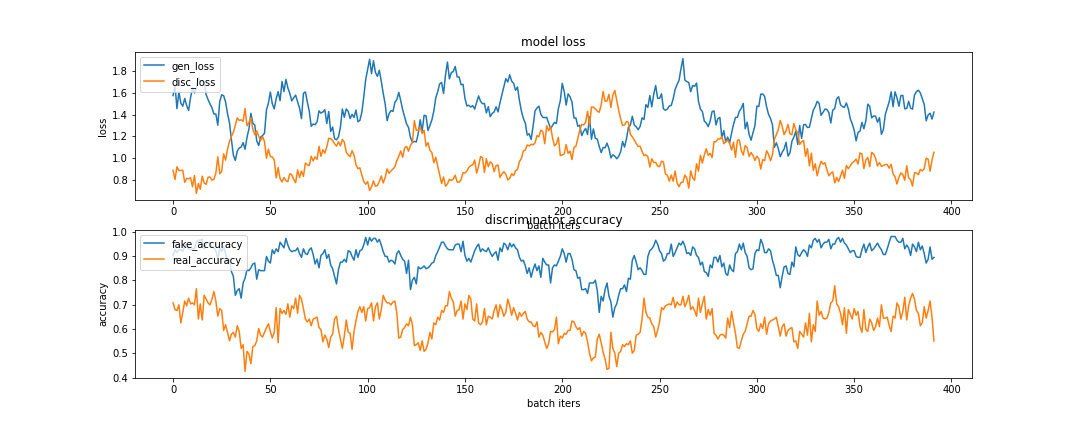 model loss
gen_loss
disc_loss
loss
1.8
1.6
1.4
1.2
1.0
0.8
0 50 100 150 200 250 300 350 400
batch iters
discriminator accuracy
fake_accuracy
real_accuracy
accuracy
1.0
0.9
0.8
0.7
0.6
0.5
0.4
0 50 100 150 200 250 300 350 400
batch iters